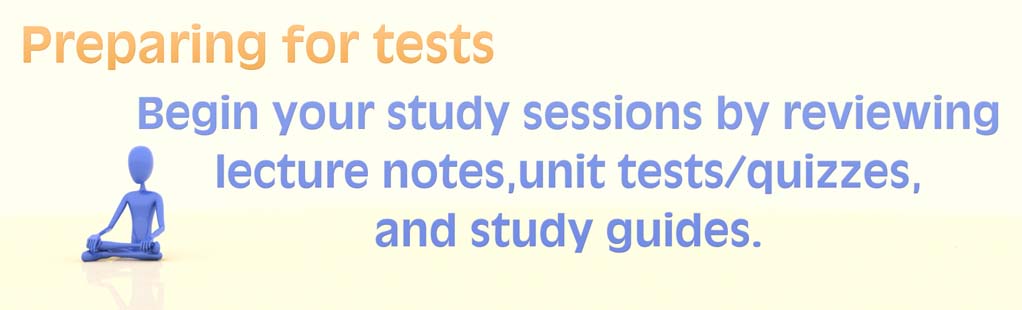 Preparing for tests
Begin your study sessions by reviewing
lecture notes,unit tests/quizzes,
and study guides.